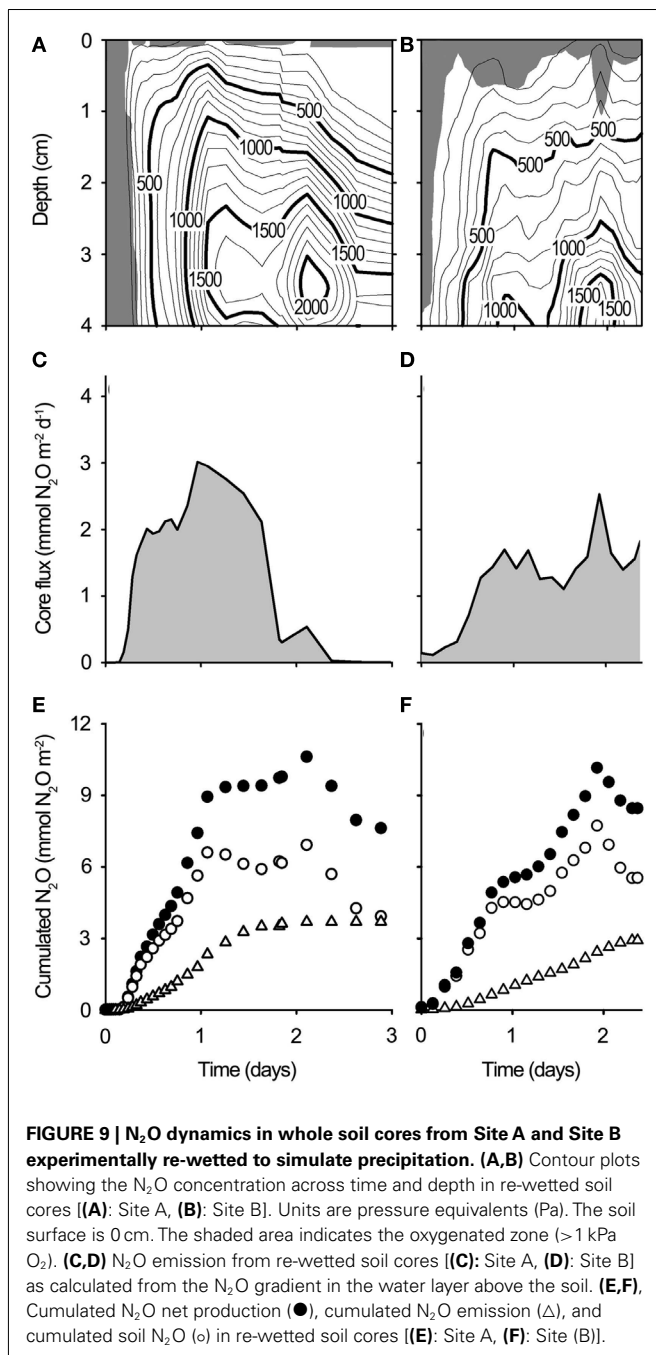 A
B
0
1
2
3
4
Depth (cm)
500
500
1000
1000
1500
1500
1500
2000
500
500
500
1000
1000
1500
1500
C
D
4
3
2
1
0
Core flux (mmol N₂O m⁻² d⁻¹)
E
F
12
9
6
3
0
Cumulated N₂O (mmol N₂O m⁻²)
0 1 2 3
0 1 2
Time (days)
Time (days)
FIGURE 9 | N₂O dynamics in whole soil cores from Site A and Site B
experimentally re-wetted to simulate precipitation. (A,B) Contour plots
showing the N₂O concentration across time and depth in re-wetted soil
cores [(A): Site A, (B): Site B]. Units are pressure equivalents (Pa). The soil
surface is 0 cm. The shaded area indicates the oxygenated zone (>1 kPa
O₂). (C,D) N₂O emission from re-wetted soil cores [(C): Site A, (D): Site B]
as calculated from the N₂O gradient in the water layer above the soil. (E,F),
Cumulated N₂O net production (●), cumulated N₂O emission (△), and
cumulated soil N₂O (○) in re-wetted soil cores [(E): Site A, (F): Site (B)].